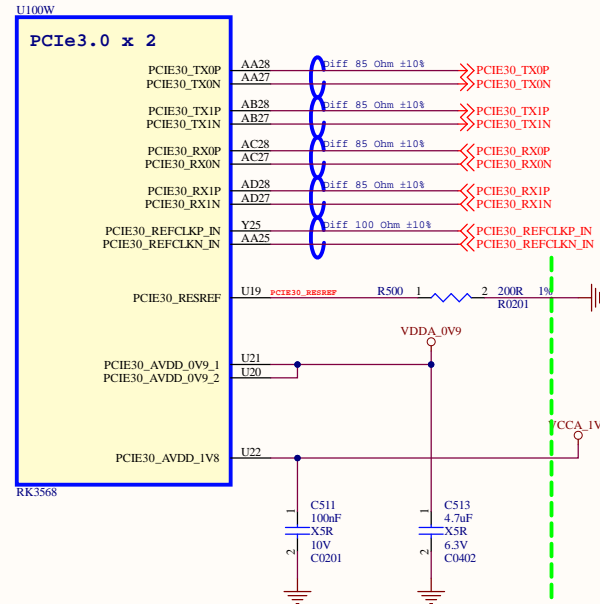 U100W
PCIe3.0 x 2
PCIE30_TX0P AA28 Diff 85 Ohm ±10% PCIE30_TX0P
PCIE30_TX0N AA27 PCIE30_TX0N
PCIE30_TX1P AB28 Diff 85 Ohm ±10% PCIE30_TX1P
PCIE30_TX1N AB27 PCIE30_TX1N
PCIE30_RX0P AC28 Diff 85 Ohm ±10% PCIE30_RX0P
PCIE30_RX0N AC27 PCIE30_RX0N
PCIE30_RX1P AD28 Diff 85 Ohm ±10% PCIE30_RX1P
PCIE30_RX1N AD27 PCIE30_RX1N
PCIE30_REFCLKP_IN Y25 Diff 100 Ohm ±10% PCIE30_REFCLKP_IN
PCIE30_REFCLKN_IN AA25 PCIE30_REFCLKN_IN
PCIE30_RESREF U19 PCIE30_RESREF R500 1 2 200R 1%
R0201
VDDA_0V9
PCIE30_AVDD_0V9_1 U21
PCIE30_AVDD_0V9_2 U20
VCCA_1V
PCIE30_AVDD_1V8 U22
RK3568
1 C511
100nF
X5R
2 10V
C0201
1 C513
4.7uF
X5R
2 6.3V
C0402